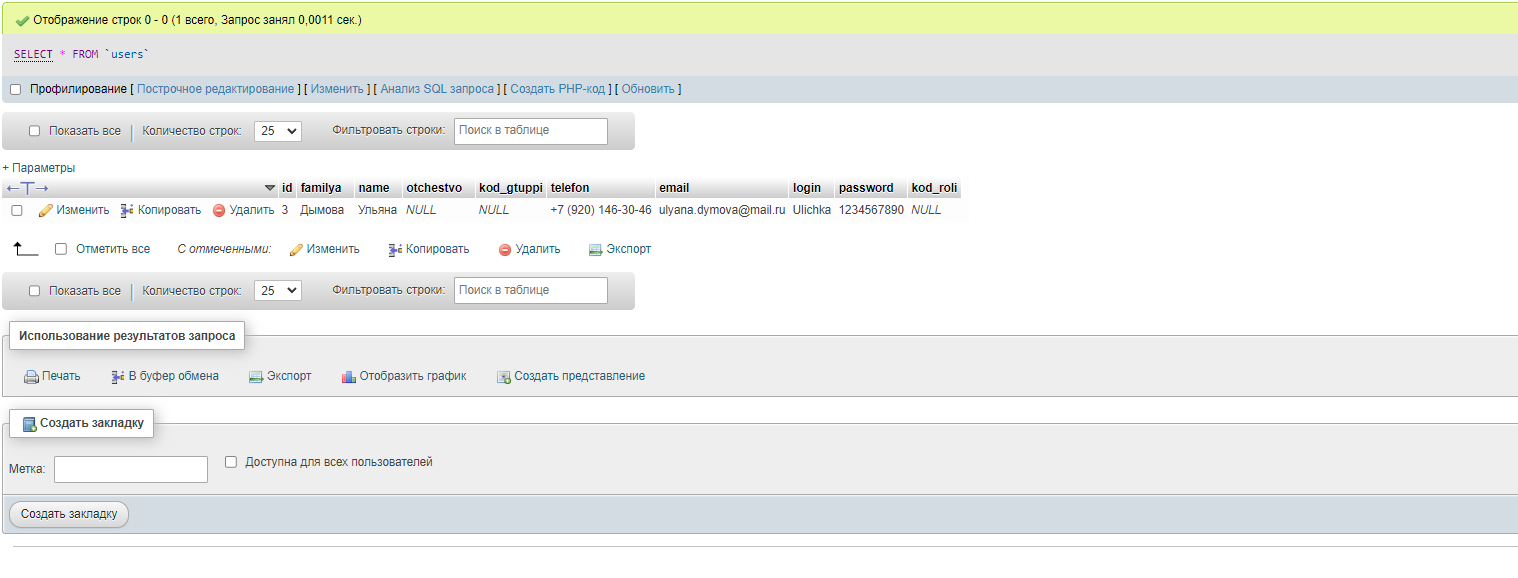 Отображение строк 0 - 0 (1 всего, Запрос занял 0,0011 сек.)
SELECT * FROM `users`
Профилирование [ Построчное редактирование ] [ Изменить ] [ Анализ SQL запроса ] [ Создать PHP-код ] [ Обновить ]
Показать все | Количество строк: 25 Фильтровать строки: Поиск в таблице
+ Параметры
←T→ id familya name otchestvo kod_gtuppi telefon email login password kod_roli
Изменить Копировать Удалить 3 Дымова Ульяна NULL NULL +7 (920) 146-30-46 ulyana.dymova@mail.ru Ulichka 1234567890 NULL
Отметить все С отмеченными: Изменить Копировать Удалить Экспорт
Показать все | Количество строк: 25 Фильтровать строки: Поиск в таблице
Использование результатов запроса
Печать В буфер обмена Экспорт Отобразить график Создать представление
Создать закладку
Метка: Доступна для всех пользователей
Создать закладку